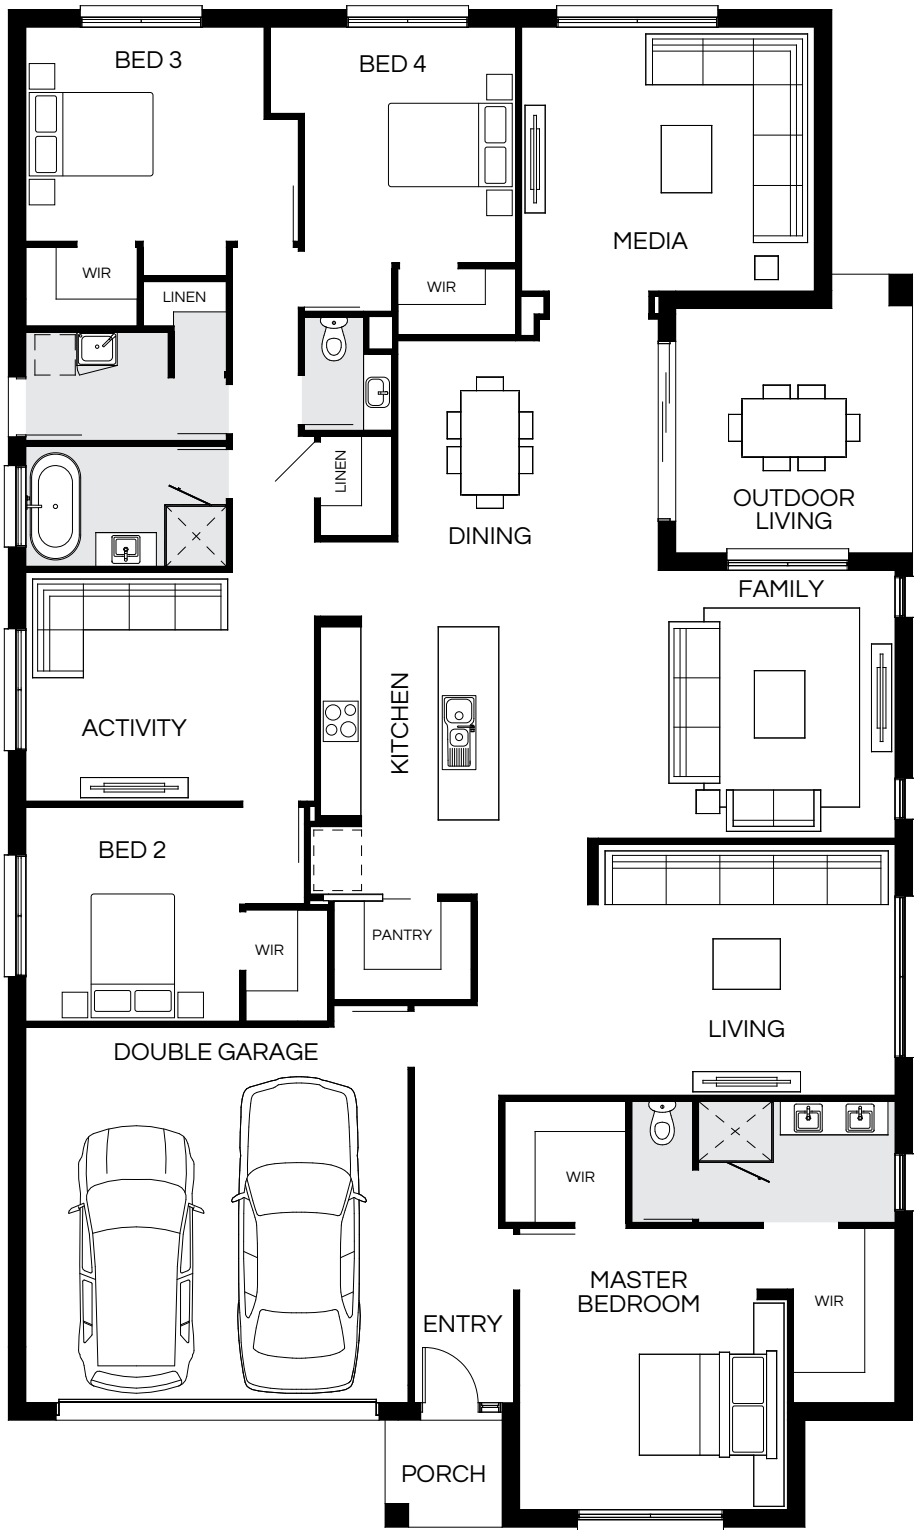 BED 3
BED 4
MEDIA
WIR
WIR
LINEN
LINEN
DINING
OUTDOOR
LIVING
FAMILY
ACTIVITY
KITCHEN
BED 2
WIR
PANTRY
LIVING
DOUBLE GARAGE
WIR
MASTER
BEDROOM
WIR
ENTRY
PORCH